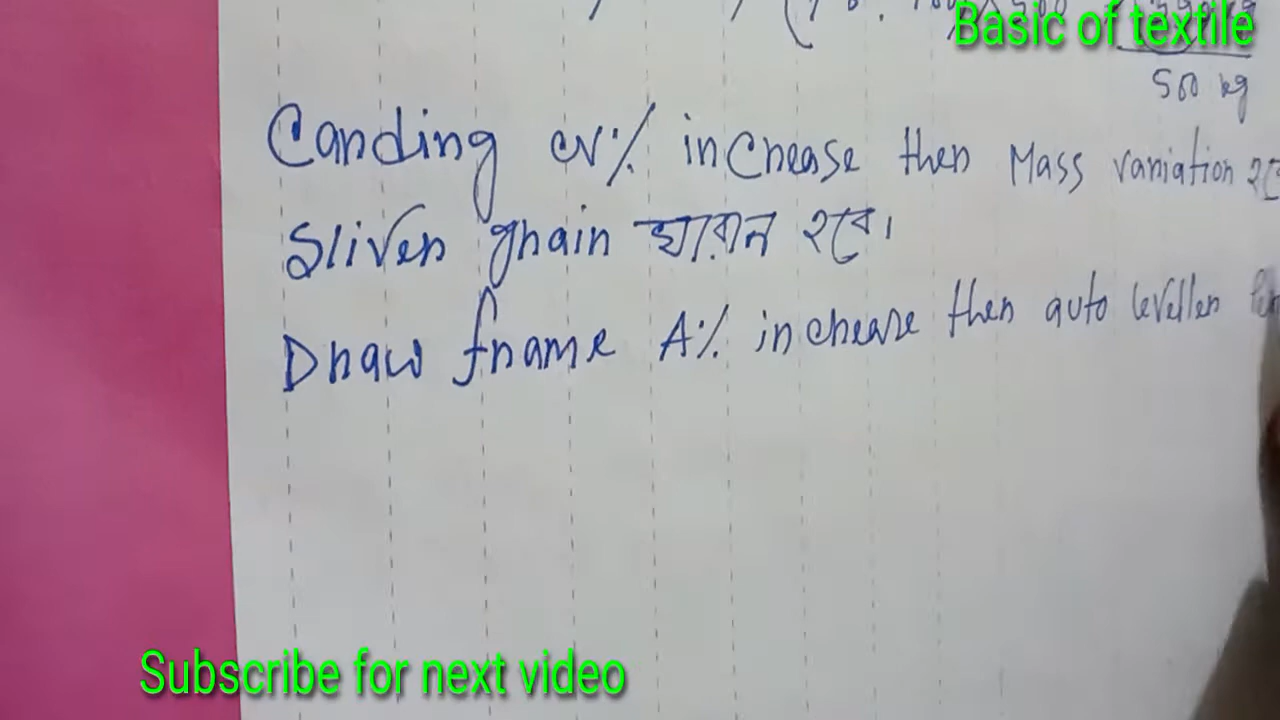 Basic of textile
500 kg
Carding cv% increase then Mass variation
Sliver grain খারাপ হবে।
Draw frame A% increase then auto leveller
Subscribe for next video